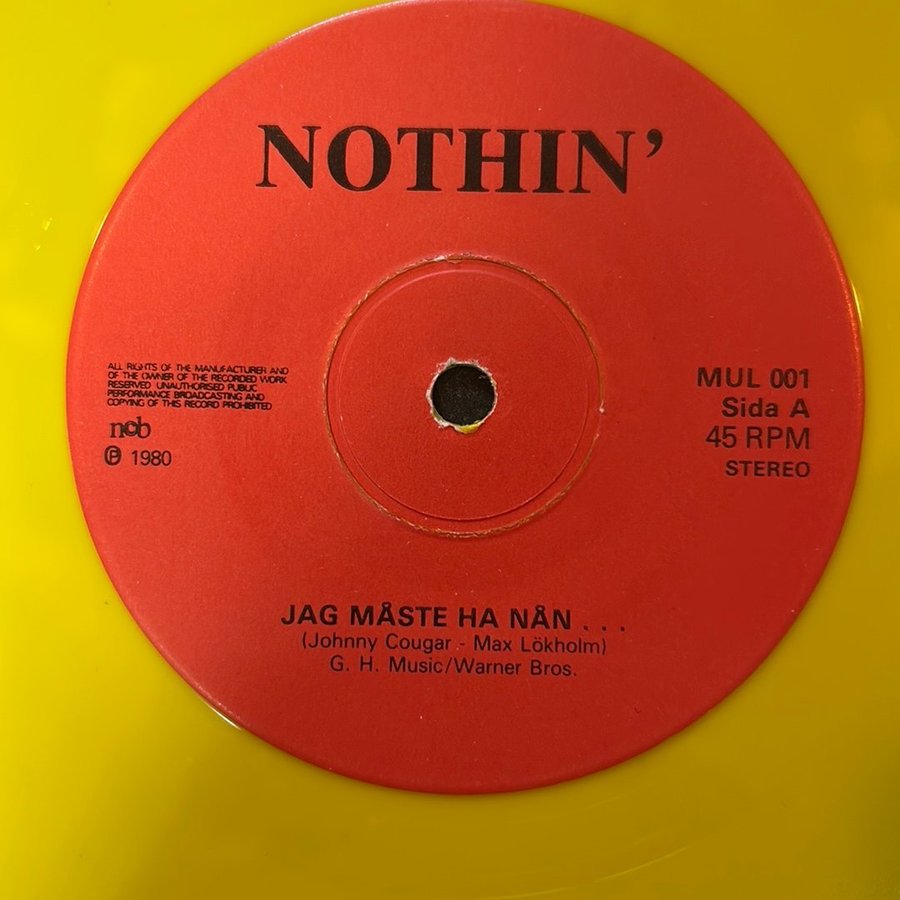 NOTHIN’
ALL RIGHTS OF THE MANUFACTURER AND
OF THE OWNER OF THE RECORDED WORK
RESERVED UNAUTHORISED PUBLIC
PERFORMANCE BROADCASTING AND
COPYING OF THIS RECORD PROHIBITED
ncb
℗ 1980
MUL 001
Sida A
45 RPM
STEREO
JAG MÅSTE HA NÅN . . .
(Johnny Cougar - Max Lökholm)
G. H. Music/Warner Bros.